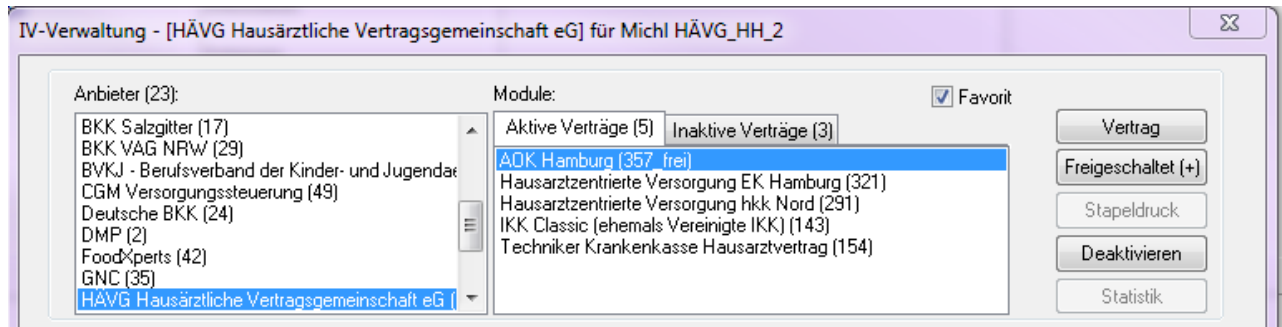 IV-Verwaltung - [HÄVG Hausärztliche Vertragsgemeinschaft eG] für Michl HÄVG_HH_2
Anbieter (23):
BKK Salzgitter (17)
BKK VAG NRW (29)
BVKJ - Berufsverband der Kinder- und Jugendae
CGM Versorgungssteuerung (49)
Deutsche BKK (24)
DMP (2)
FoodXperts (42)
GNC (35)
HÄVG Hausärztliche Vertragsgemeinschaft eG (
Module:
Favorit
Aktive Verträge (5) Inaktive Verträge (3)
AOK Hamburg (357_frei)
Hausarztzentrierte Versorgung EK Hamburg (321)
Hausarztzentrierte Versorgung hkk Nord (291)
IKK Classic (ehemals Vereinigte IKK) (143)
Techniker Krankenkasse Hausarztvertrag (154)
Vertrag
Freigeschaltet (+)
Stapeldruck
Deaktivieren
Statistik